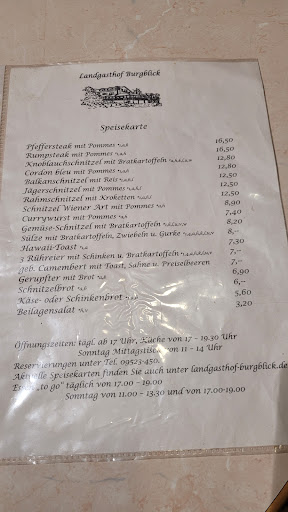 Landgasthof Burgblick
Speisekarte
Pfeffersteak mit Pommes 16,50
Rumpsteak mit Pommes 16,50
Knoblauchschnitzel mit Bratkartoffeln 12,80
Cordon bleu mit Pommes 12,80
Balkanschnitzel mit Reis 12,50
Jägerschnitzel mit Pommes 12,50
Rahmschnitzel mit Kroketten 12,50
Schnitzel Wiener Art mit Pommes 8,90
Currywurst mit Pommes 7,40
Gemüse-Schnitzel mit Bratkartoffeln 8,20
Sülze mit Bratkartoffeln, Zwiebeln u. Gurke 8,-
Hawaii-Toast 7,30
3 Rühreier mit Schinken u. Bratkartoffeln 7,-
geb. Camembert mit Toast, Sahne u. Preiselbeeren 7,-
Gerupfter mit Brot 6,90
Schnitzelbrot 6,-
Käse- oder Schinkenbrot 5,60
Beilagensalat 3,20
Öffnungszeiten: tägl. ab 17 Uhr, Küche von 17 - 19.30 Uhr
Sonntag Mittagstisch von 11 - 14 Uhr
Reservierungen unter Tel. 09523-450
Aktuelle Speisekarten finden Sie auch unter landgasthof-burgblick.de
"to go" täglich von 17.00 - 19.00
Sonntag von 11.00 - 13.30 und von 17.00-19.00